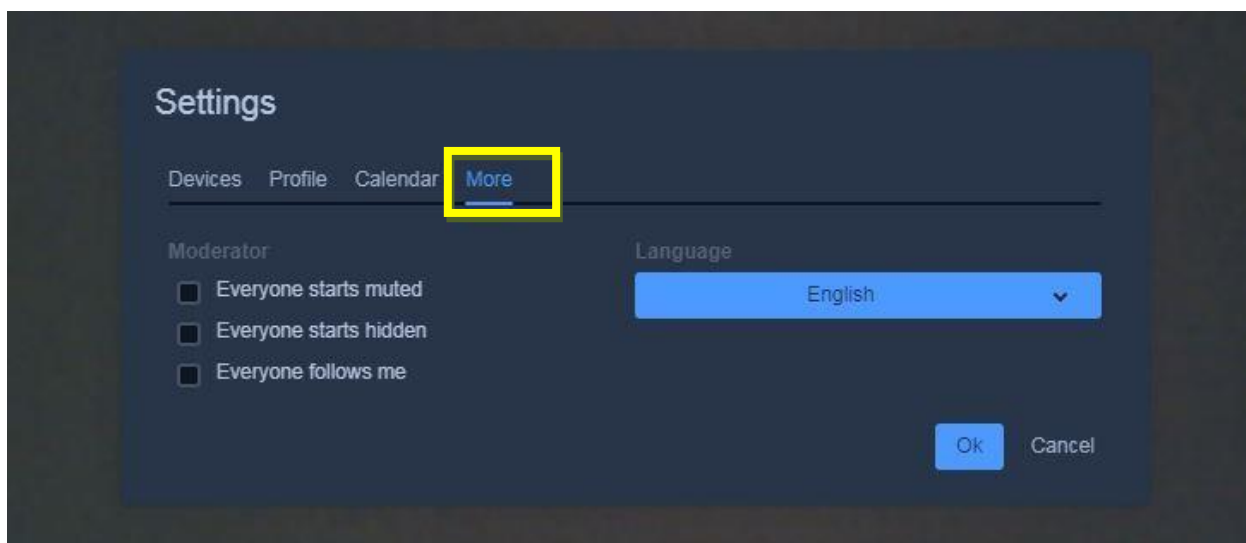 Settings
Devices Profile Calendar More
Moderator
Everyone starts muted
Everyone starts hidden
Everyone follows me
Language
English
Ok Cancel